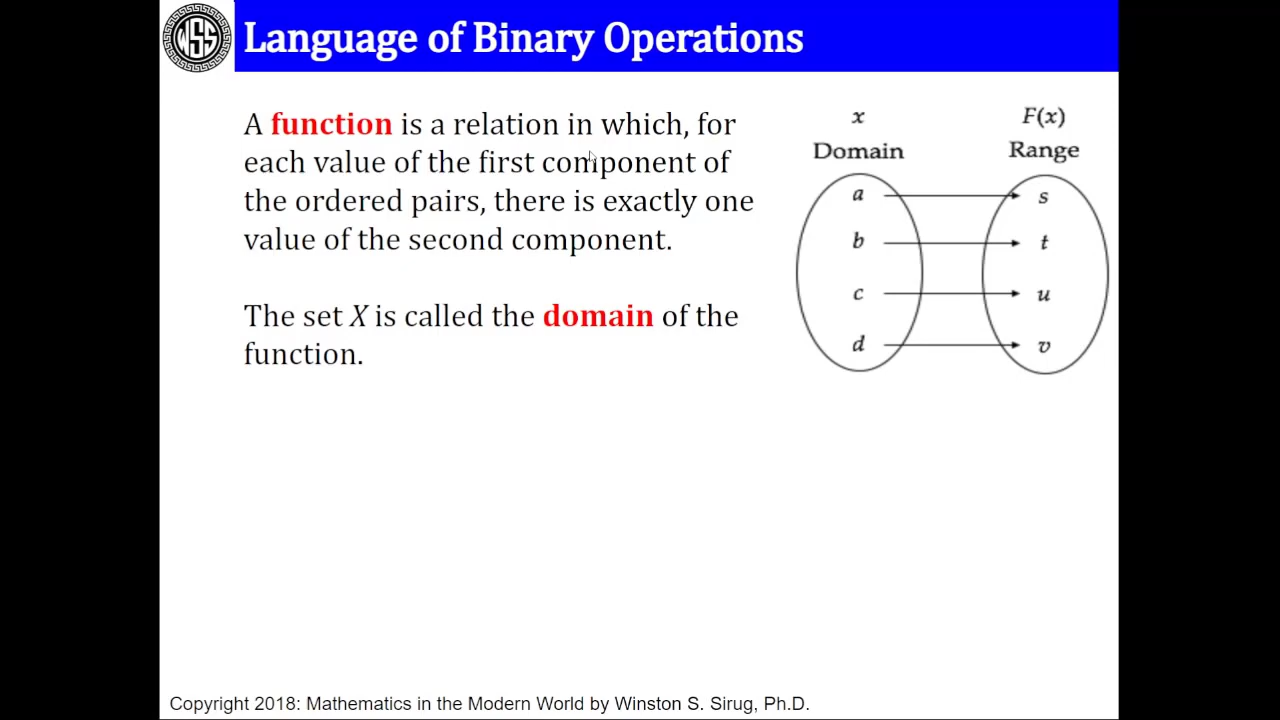 WSS
Language of Binary Operations
A function is a relation in which, for
each value of the first component of
the ordered pairs, there is exactly one
value of the second component.
The set X is called the domain of the
function.
x F(x)
Domain Range
a s
b t
c u
d v
Copyright 2018: Mathematics in the Modern World by Winston S. Sirug, Ph.D.